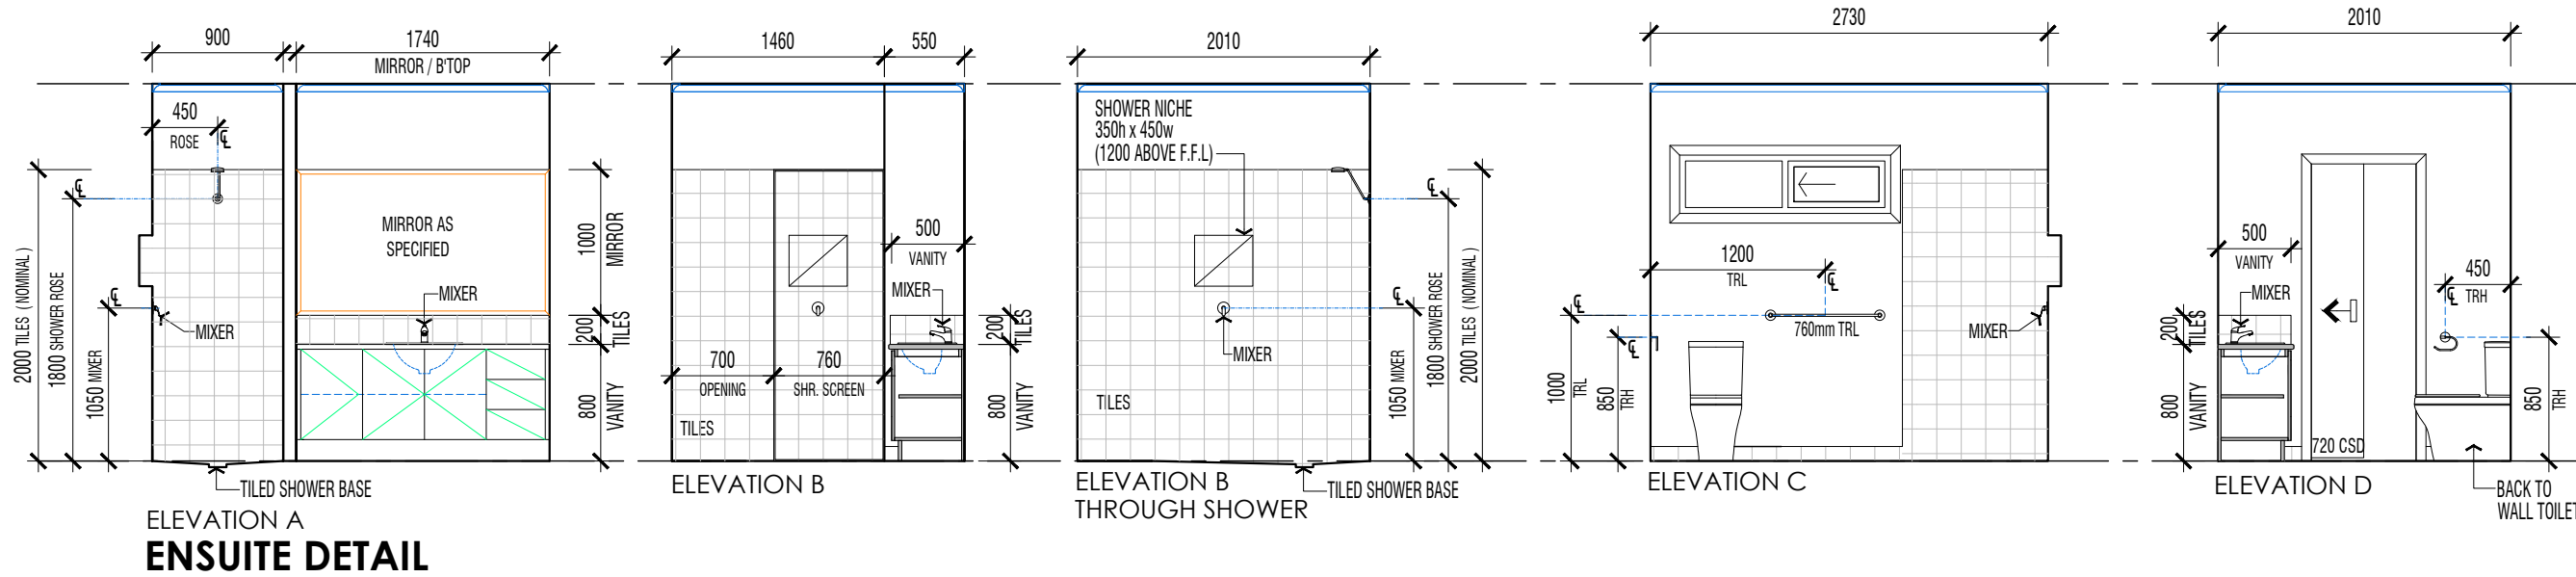 900
1740
MIRROR / B'TOP
450
ROSE
℄
2000 TILES ( NOMINAL )
1800 SHOWER ROSE
℄
1050 MIXER
℄
MIXER
MIRROR AS
SPECIFIED
MIXER
1000
MIRROR
200
TILES
800
VANITY
TILED SHOWER BASE
ELEVATION A
ENSUITE DETAIL
1460
550
500
VANITY
MIXER
200
TILES
700
OPENING
760
SHR. SCREEN
800
VANITY
TILES
ELEVATION B
2010
SHOWER NICHE
350h x 450w
(1200 ABOVE F.F.L)
℄
℄
MIXER
TILES
1050 MIXER
1800 SHOWER ROSE
2000 TILES ( NOMINAL )
TILED SHOWER BASE
ELEVATION B
THROUGH SHOWER
2730
1200
TRL
℄
℄
760mm TRL
MIXER
℄
1000
TRL
850
TRH
ELEVATION C
2010
500
VANITY
MIXER
450
℄
TRH
200
TILES
800
VANITY
720 CSD
850
TRH
ELEVATION D
BACK TO
WALL TOILET